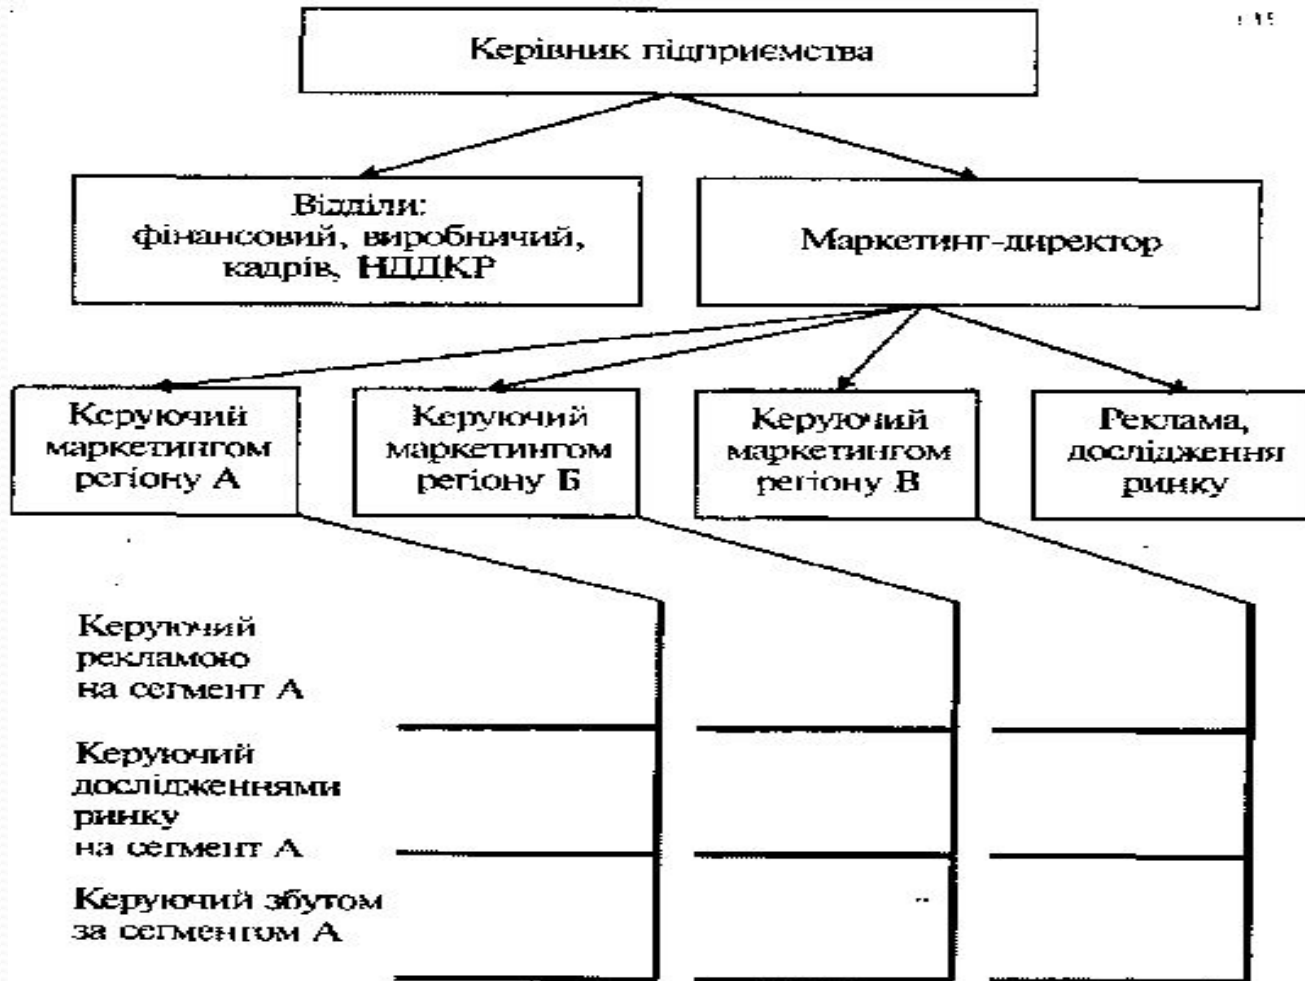 Керівник підприємства
Відділи:
фінансовий, виробничий,
кадрів, НДДКР
Маркетинг-директор
Керуючий
маркетингом
регіону А
Керуючий
маркетингом
регіону Б
Керуючий
маркетингом
регіону В
Реклама,
дослідження
ринку
Керуючий
рекламою
на сегмент А
Керуючий
дослідженнями
ринку
на сегмент А
Керуючий збутом
за сегментом А